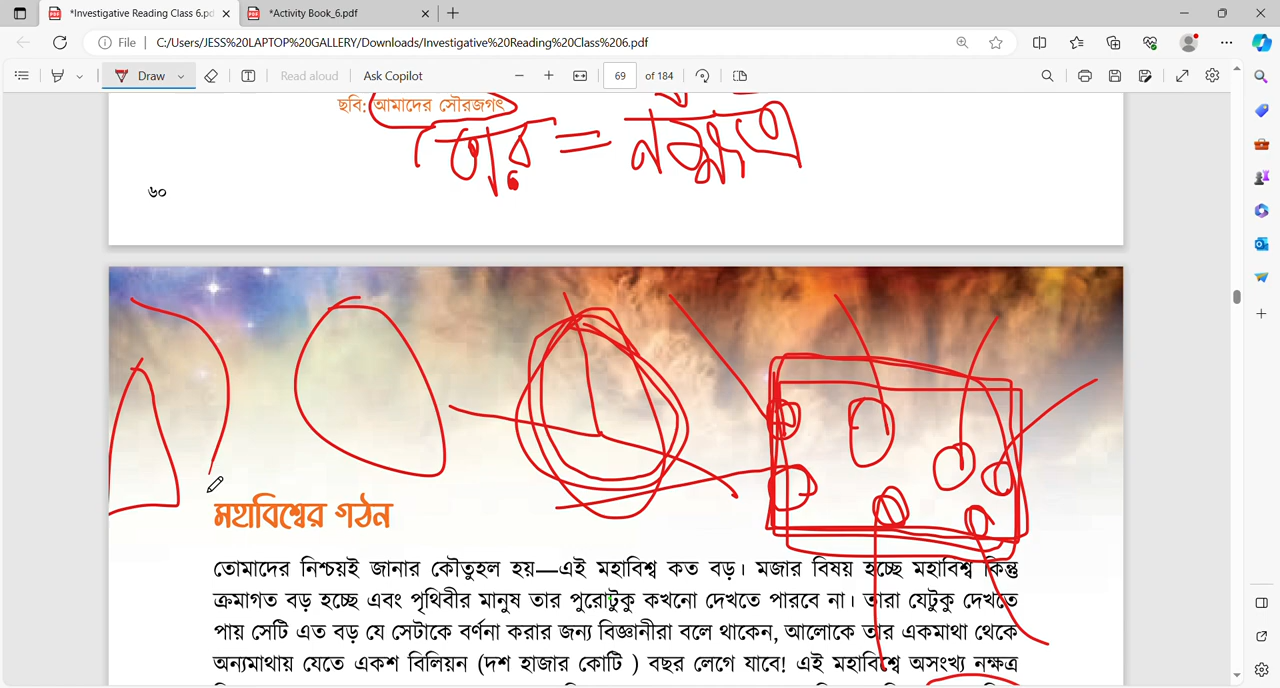 *Investigative Reading Class 6.pd
*Activity Book_6.pdf
File
C:/Users/JESS%20LAPTOP%20GALLERY/Downloads/Investigative%20Reading%20Class%206.pdf
Draw
Read aloud
Ask Copilot
69 of 184
ছবি: আমাদের সৌরজগৎ
= নক্ষত্র
৬০
মহাবিশ্বের গঠন
তোমাদের নিশ্চয়ই জানার কৌতুহল হয়—এই মহাবিশ্ব কত বড়। মজার বিষয় হচ্ছে মহাবিশ্ব কিন্তু
ক্রমাগত বড় হচ্ছে এবং পৃথিবীর মানুষ তার পুরোটুকু কখনো দেখতে পারবে না। তারা যেটুকু দেখতে
পায় সেটি এত বড় যে সেটাকে বর্ণনা করার জন্য বিজ্ঞানীরা বলে থাকেন, আলোকে তার একমাথা থেকে
অন্যমাথায় যেতে একশ বিলিয়ন (দশ হাজার কোটি ) বছর লেগে যাবে! এই মহাবিশ্বে অসংখ্য নক্ষত্র